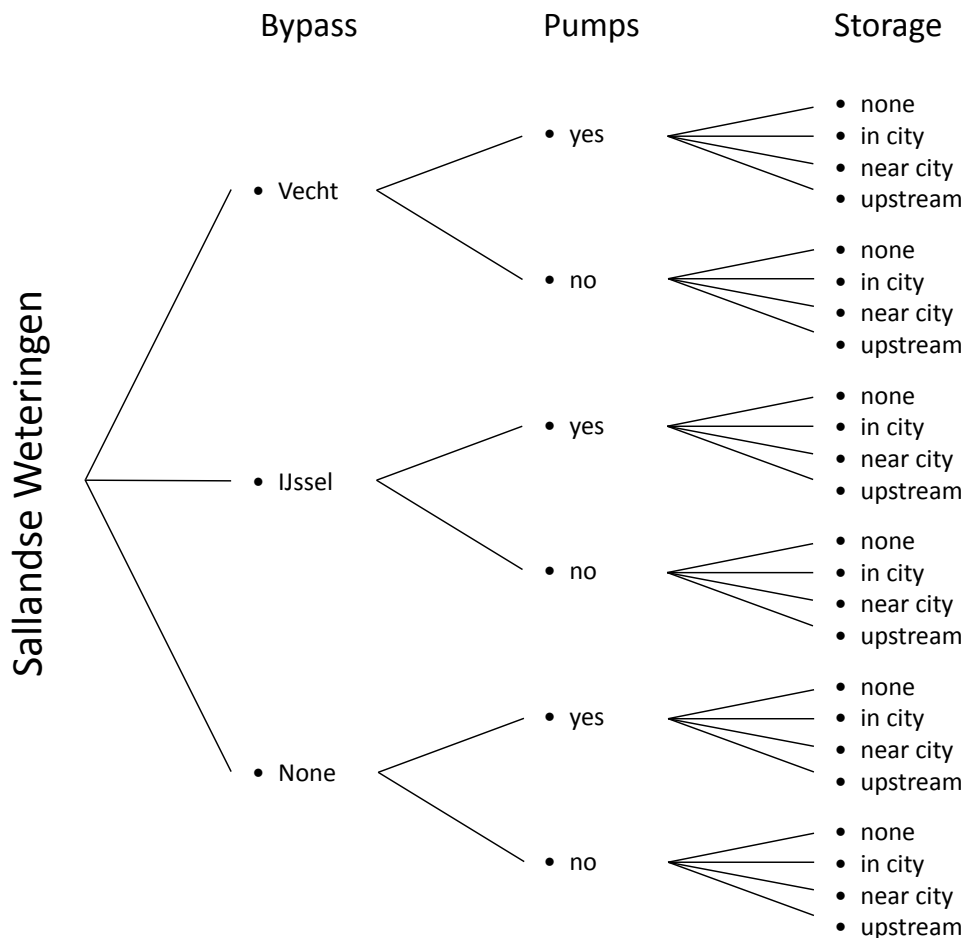 Bypass Pumps Storage
Sallandse Weteringen
• Vecht
• yes
• none
• in city
• near city
• upstream
• no
• none
• in city
• near city
• upstream
• IJssel
• yes
• none
• in city
• near city
• upstream
• no
• none
• in city
• near city
• upstream
• None
• yes
• none
• in city
• near city
• upstream
• no
• none
• in city
• near city
• upstream